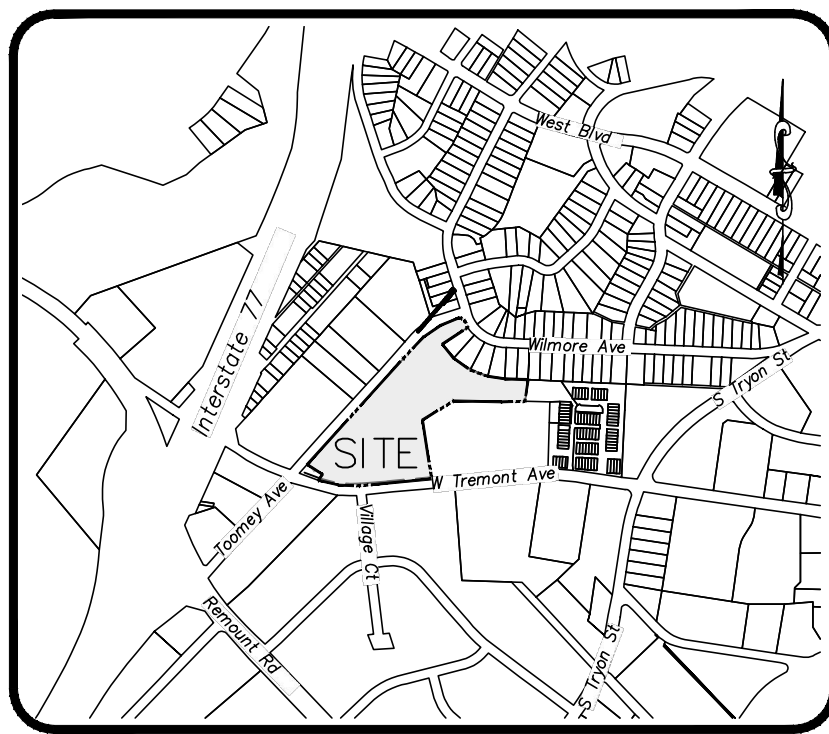 West Blvd
Interstate 77
Wilmore Ave
S Tryon St
SITE
W Tremont Ave
Toomey Ave
Village Ct
Remount Rd
S Tryon St